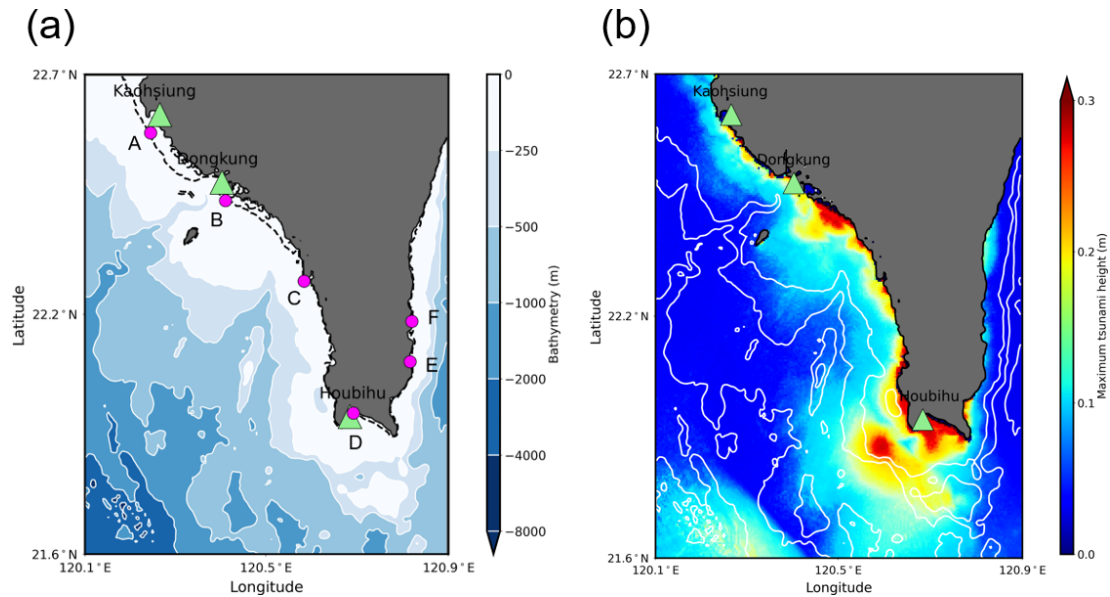 (a)
22.7°N
Kaohsiung
A
Dongkung
B
C
22.2°N
F
E
Houbihu
D
21.6°N
120.1°E
120.5°E
120.9°E
Longitude
Latitude
0
−250
−500
−1000
−2000
−4000
−8000
Bathymetry (m)
(b)
22.7°N
Kaohsiung
Dongkung
22.2°N
Houbihu
21.6°N
120.1°E
120.5°E
120.9°E
Longitude
Latitude
0.3
0.2
0.1
0.0
Maximum tsunami height (m)